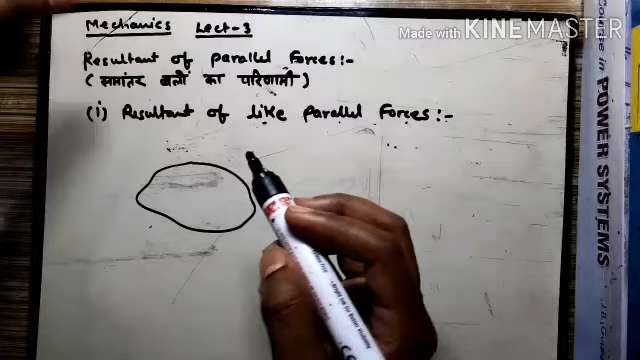 Mechanics Lect-3
Made with KINEMASTER
Resultant of parallel Forces:-
(समांतर बलों का परिणामी)
(i) Resultant of like parallel Forces:-
POWER SYSTEMS